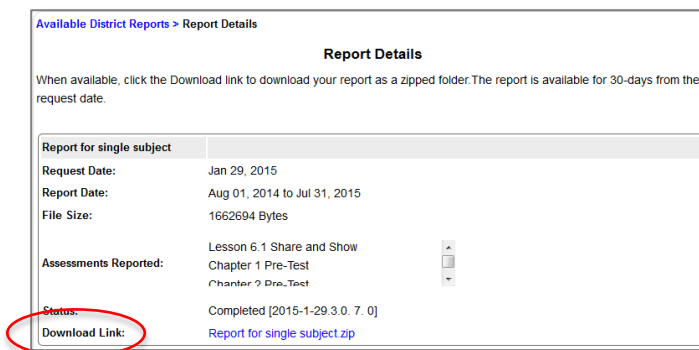 Available District Reports > Report Details
Report Details
When available, click the Download link to download your report as a zipped folder.The report is available for 30-days from the
request date.
Report for single subject
Request Date: Jan 29, 2015
Report Date: Aug 01, 2014 to Jul 31, 2015
File Size: 1662694 Bytes
Assessments Reported: Lesson 6.1 Share and Show
Chapter 1 Pre-Test
Chapter 2 Pre-Test
Status: Completed [2015-1-29.3.0. 7. 0]
Download Link: Report for single subject.zip